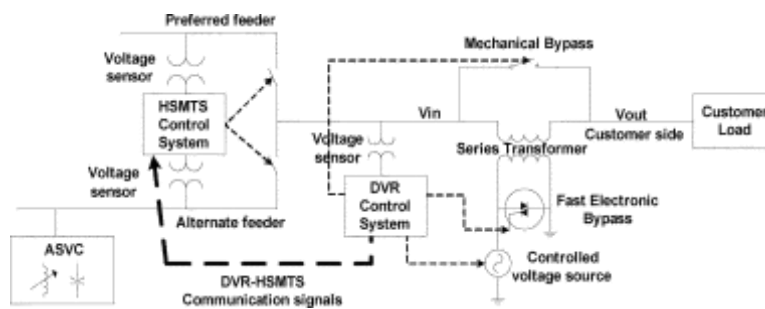 Preferred feeder
Voltage
sensor
HSMTS
Control
System
Voltage
sensor
Alternate feeder
ASVC
DVR-HSMTS
Communication signals
Voltage
sensor
DVR
Control
System
Vin
Mechanical Bypass
Series Transformer
Vout
Customer side
Customer
Load
Fast Electronic
Bypass
Controlled
voltage source